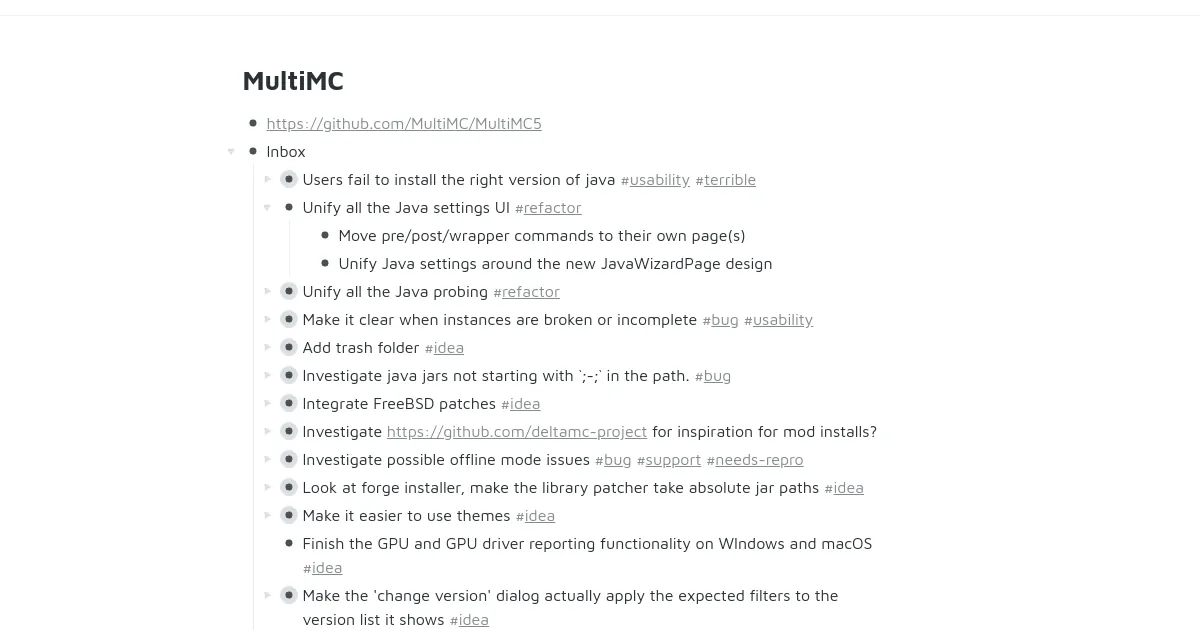 MultiMC
https://github.com/MultiMC/MultiMC5
Inbox
Users fail to install the right version of java #usability #terrible
Unify all the Java settings UI #refactor
Move pre/post/wrapper commands to their own page(s)
Unify Java settings around the new JavaWizardPage design
Unify all the Java probing #refactor
Make it clear when instances are broken or incomplete #bug #usability
Add trash folder #idea
Investigate java jars not starting with `;-;` in the path. #bug
Integrate FreeBSD patches #idea
Investigate https://github.com/deltamc-project for inspiration for mod installs?
Investigate possible offline mode issues #bug #support #needs-repro
Look at forge installer, make the library patcher take absolute jar paths #idea
Make it easier to use themes #idea
Finish the GPU and GPU driver reporting functionality on WIndows and macOS
#idea
Make the 'change version' dialog actually apply the expected filters to the
version list it shows #idea